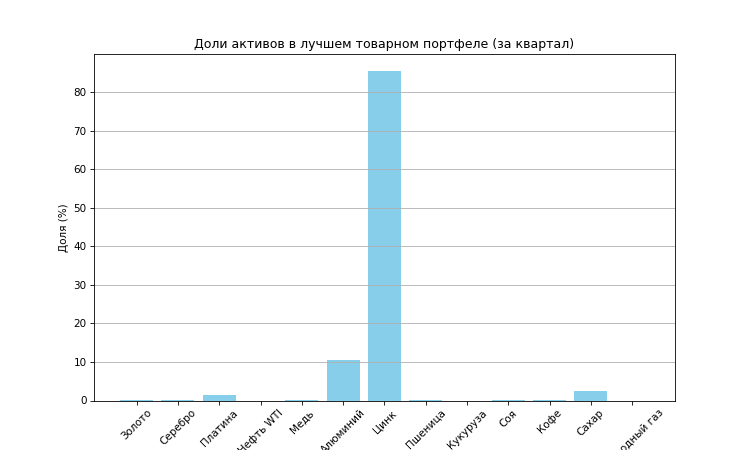 Доли активов в лучшем товарном портфеле (за квартал)
Доля (%)
80
70
60
50
40
30
20
10
0
Золото
Серебро
Платина
Нефть WTI
Медь
Алюминий
Цинк
Пшеница
Кукуруза
Соя
Кофе
Сахар
газ